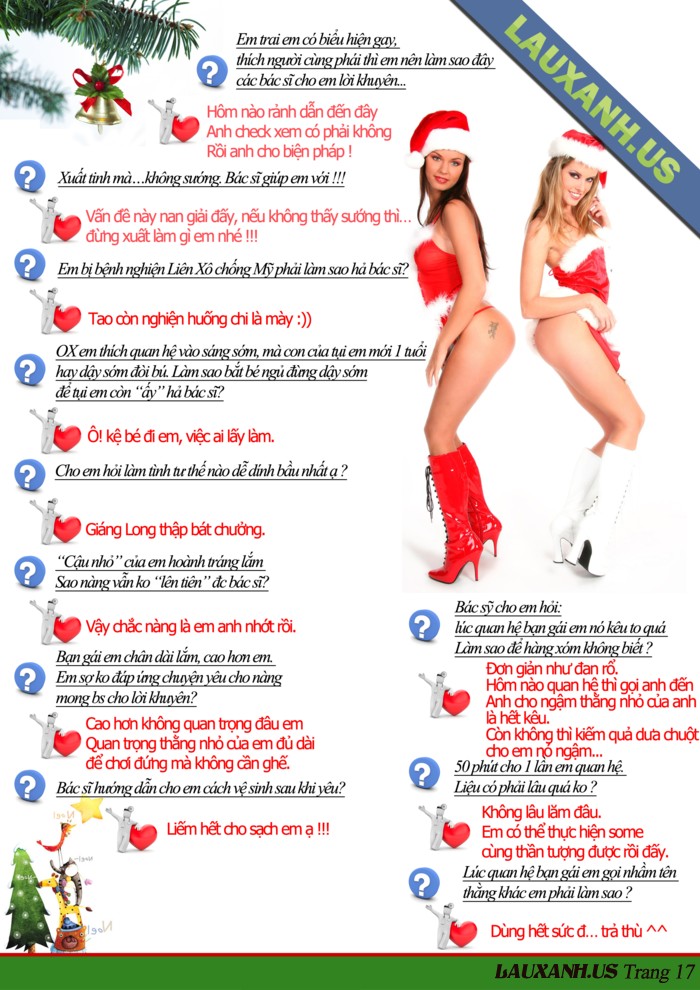 Em trai em có biểu hiện gay,
thích người cùng phái thì em nên làm sao đây
các bác sĩ cho em lời khuyên...
Hôm nào rảnh dẫn đến đây
Anh check xem có phải không
Rồi anh cho biện pháp !
Xuất tinh mà…không sướng. Bác sĩ giúp em với !!!
Vấn đề này nan giải đấy, nếu không thấy sướng thì…
đừng xuất làm gì em nhé !!!
Em bị bệnh nghiện Liên Xô chống Mỹ phải làm sao hả bác sĩ?
Tao còn nghiện huống chi là mày :))
OX em thích quan hệ vào sáng sớm, mà con của tụi em mới 1 tuổi
hay dậy sớm đòi bú. Làm sao bắt bé ngủ đừng dậy sớm
để tụi em còn “ấy” hả bác sĩ?
Ô! kệ bé đi em, việc ai lấy làm.
Cho em hỏi làm tình tư thế nào dễ dính bầu nhất ạ ?
Giáng Long thập bát chưởng.
“Cậu nhỏ” của em hoành tráng lắm
Sao nàng vẫn ko “lên tiên” đc bác sĩ?
Vậy chắc nàng là em anh nhớt rồi.
Bạn gái em chân dài lắm, cao hơn em.
Em sợ ko đáp ứng chuyện yêu cho nàng
mong bs cho lời khuyên?
Cao hơn không quan trọng đâu em
Quan trọng thằng nhỏ của em đủ dài
để chơi đứng mà không cần ghế.
Bác sĩ hướng dẫn cho em cách vệ sinh sau khi yêu?
Liếm hết cho sạch em ạ !!!
LAUXANH.US
Bác sỹ cho em hỏi:
lúc quan hệ bạn gái em nó kêu to quá
Làm sao để hàng xóm không biết ?
Đơn giản như đan rổ.
Hôm nào quan hệ thì gọi anh đến
Anh cho ngậm thằng nhỏ của anh
là hết kêu.
Còn không thì kiếm quả dưa chuột
cho em nó ngậm...
50 phút cho 1 lần em quan hệ.
Liệu có phải lâu quá ko ?
Không lâu lắm đâu.
Em có thể thực hiện some
cùng thần tượng được rồi đấy.
Lúc quan hệ bạn gái em gọi nhầm tên
thằng khác em phải làm sao ?
Dùng hết sức đ… trả thù ^^
LAUXANH.US Trang 17